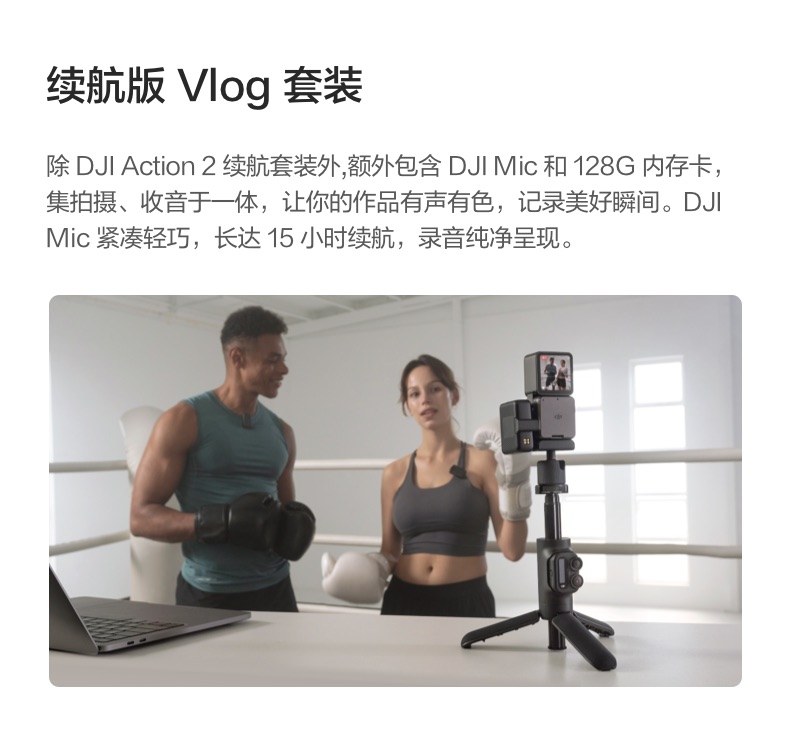 续航版 Vlog 套装
除 DJI Action 2 续航套装外,额外包含 DJI Mic 和 128G 内存卡，
集拍摄、收音于一体，让你的作品有声有色，记录美好瞬间。DJI
Mic 紧凑轻巧，长达 15 小时续航，录音纯净呈现。